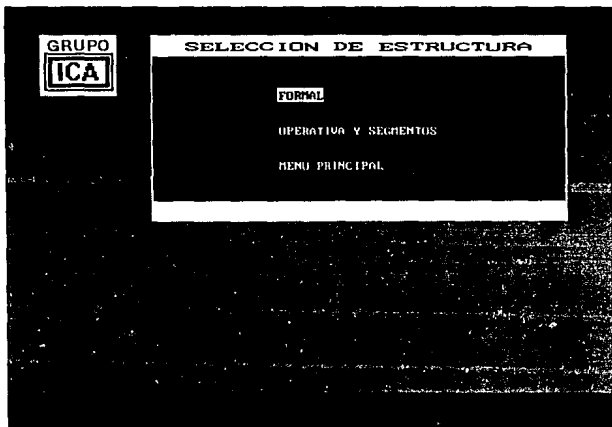 GRUPO
ICA
SELECCION DE ESTRUCTURA
FORMAL
OPERATIVA Y SEGMENTOS
MENU PRINCIPAL